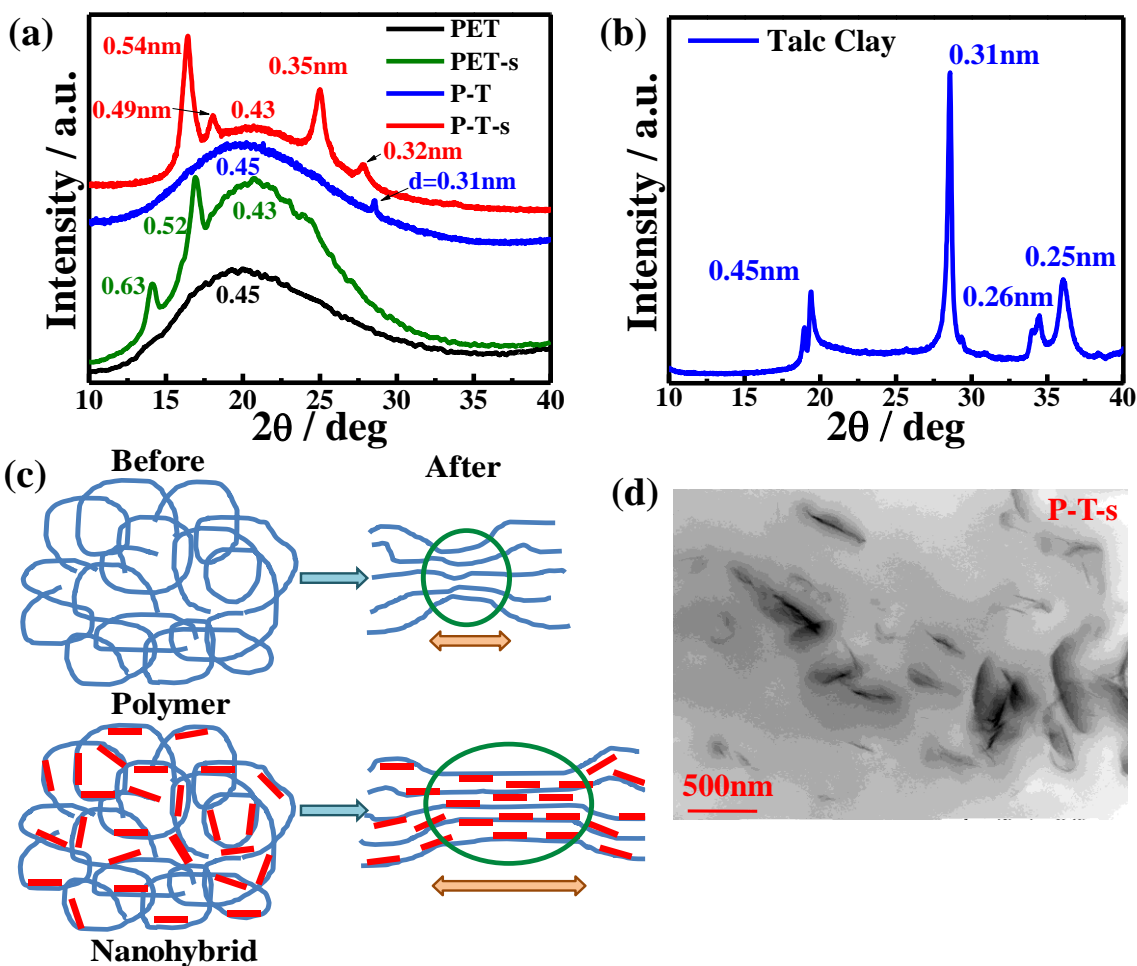 (a)
PET
PET-s
P-T
P-T-s
0.54nm
0.49nm
0.43
0.35nm
0.32nm
0.45
d=0.31nm
0.52
0.43
0.63
0.45
Intensity / a.u.
10 15 20 25 30 35 40
2θ / deg
(b)
Talc Clay
0.31nm
0.45nm
0.26nm
0.25nm
Intensity / a.u.
10 15 20 25 30 35 40
2θ / deg
(c)
Before
After
Polymer
Nanohybrid
(d)
P-T-s
500nm